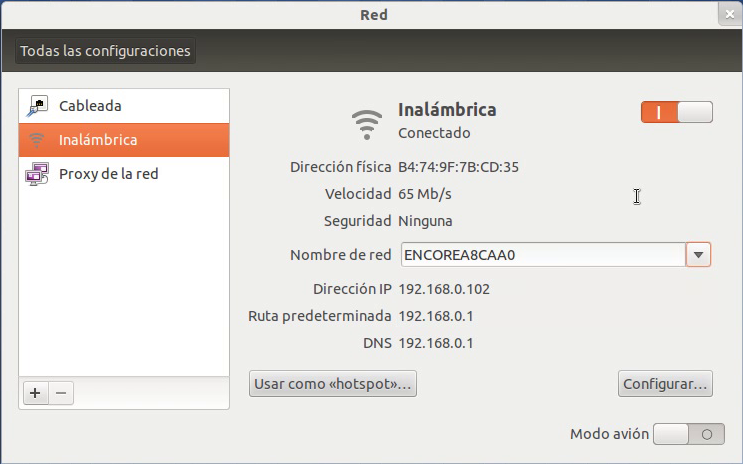 Red
Todas las configuraciones
Cableada
Inalámbrica
Proxy de la red
Inalámbrica
Conectado
Dirección física B4:74:9F:7B:CD:35
Velocidad 65 Mb/s
Seguridad Ninguna
Nombre de red ENCOREA8CAA0
Dirección IP 192.168.0.102
Ruta predeterminada 192.168.0.1
DNS 192.168.0.1
Usar como «hotspot»... Configurar...
Modo avión